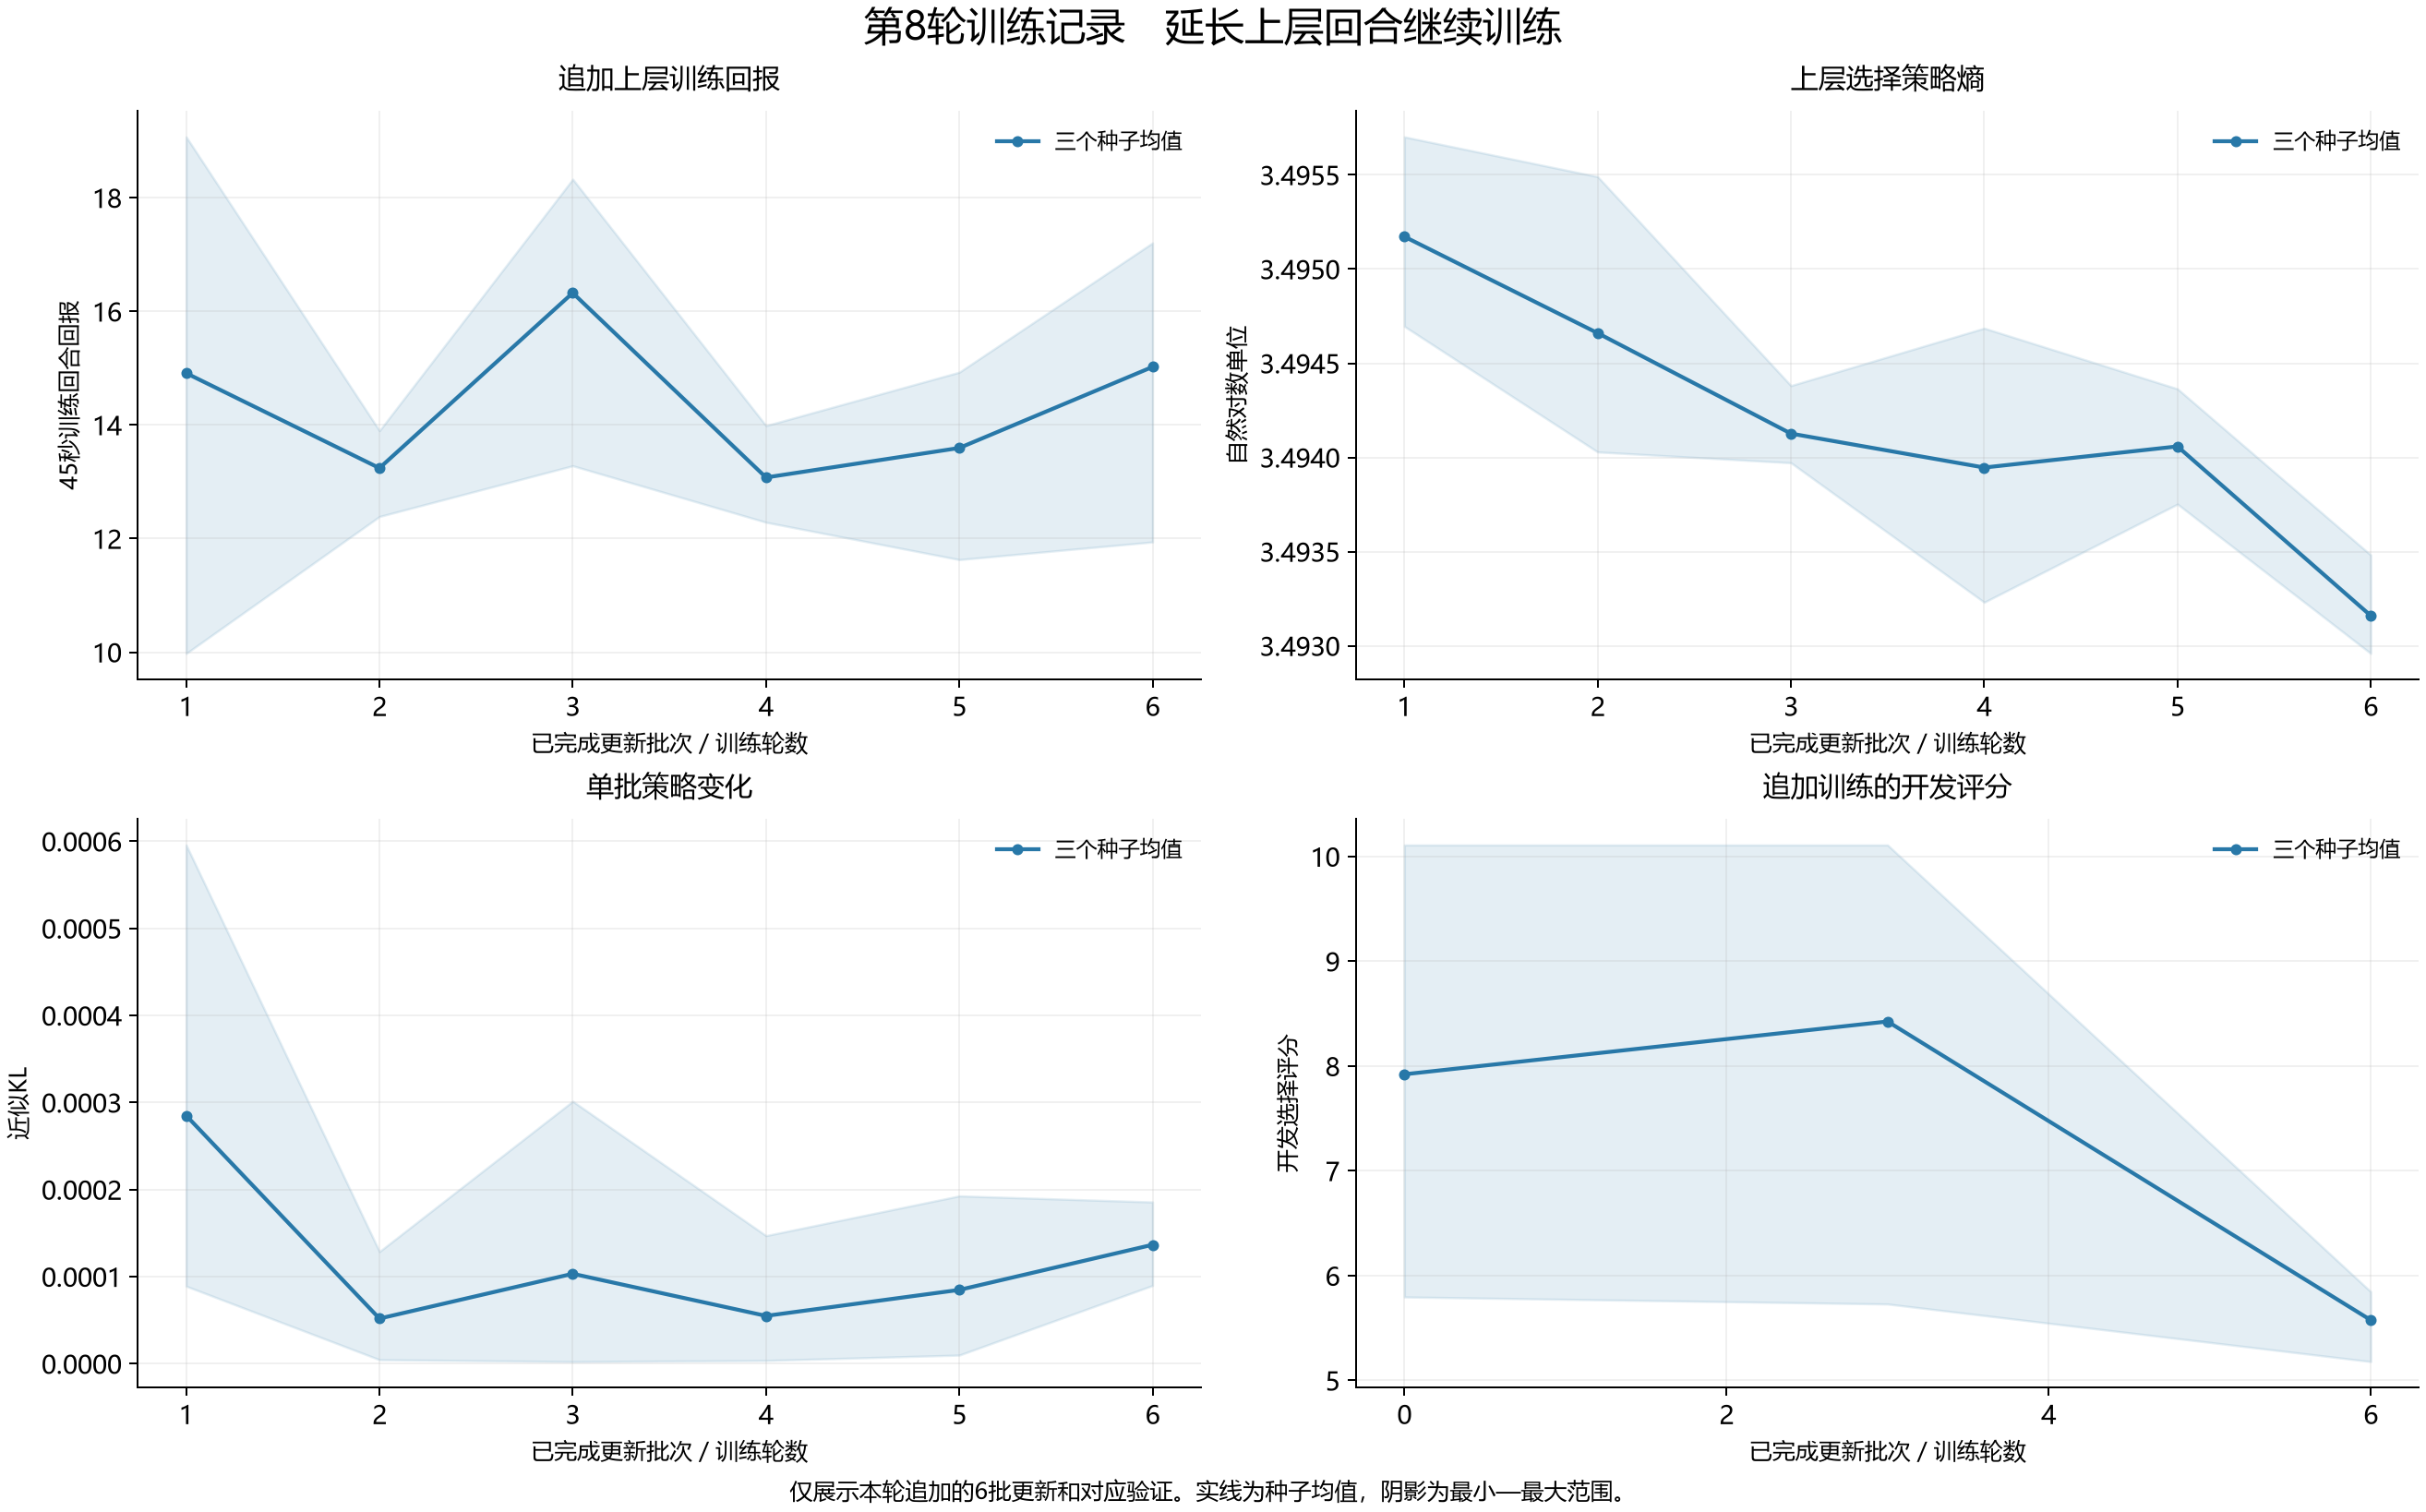 第8轮训练记录　延长上层回合继续训练
追加上层训练回报
三个种子均值
45秒训练回合回报
18
16
14
12
10
1 2 3 4 5 6
已完成更新批次 / 训练轮数
上层选择策略熵
三个种子均值
自然对数单位
3.4955
3.4950
3.4945
3.4940
3.4935
3.4930
1 2 3 4 5 6
已完成更新批次 / 训练轮数
单批策略变化
三个种子均值
近似KL
0.0006
0.0005
0.0004
0.0003
0.0002
0.0001
0.0000
1 2 3 4 5 6
已完成更新批次 / 训练轮数
追加训练的开发评分
三个种子均值
开发选择评分
10
9
8
7
6
5
0 2 4 6
已完成更新批次 / 训练轮数
仅展示本轮追加的6批更新和对应验证。实线为种子均值，阴影为最小—最大范围。